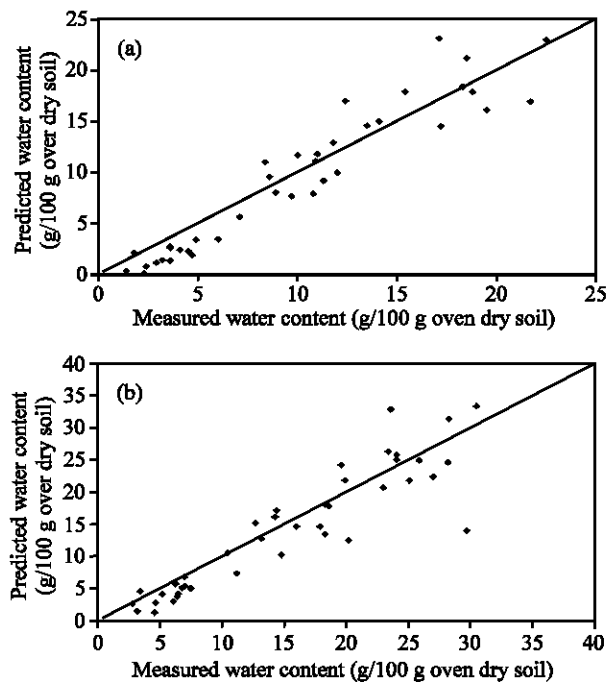 (a)
Predicted water content
(g/100 g over dry soil)
25
20
15
10
5
0
0 5 10 15 20 25
Measured water content (g/100 g oven dry soil)
(b)
Predicted water content
(g/100 g over dry soil)
40
35
30
25
20
15
10
5
0
0 5 10 15 20 25 30 35 40
Measured water content (g/100 g oven dry soil)